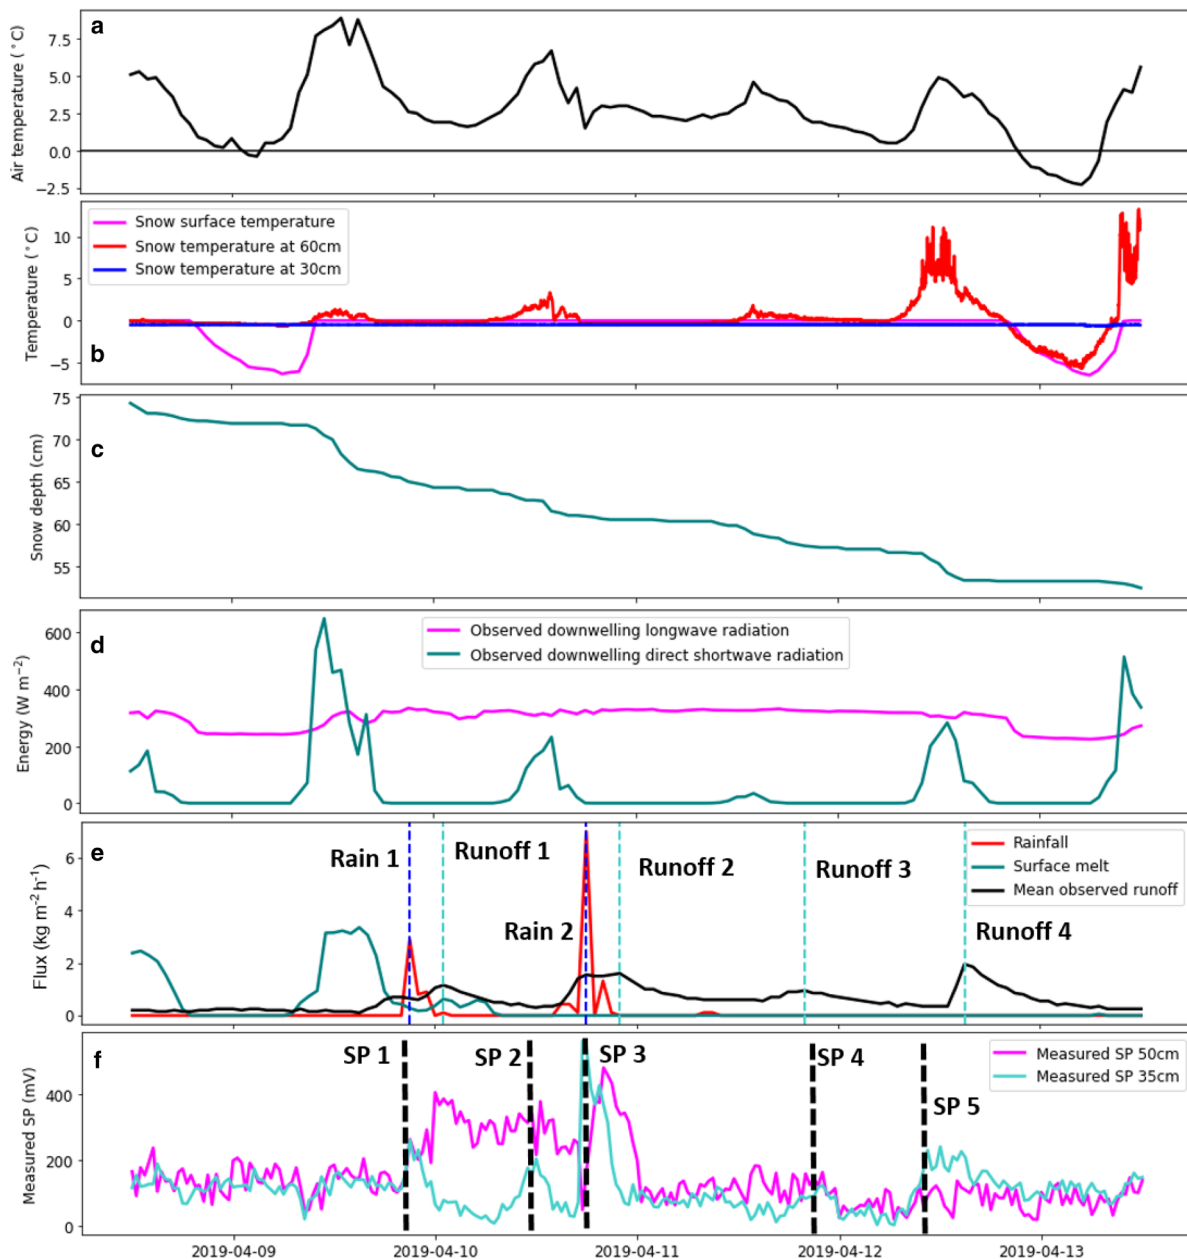 a
Air temperature (°C)
7.5
5.0
2.5
0.0
−2.5
b
Temperature (°C)
Snow surface temperature
Snow temperature at 60cm
Snow temperature at 30cm
10
5
0
−5
c
Snow depth (cm)
75
70
65
60
55
d
Energy (W m⁻²)
Observed downwelling longwave radiation
Observed downwelling direct shortwave radiation
600
400
200
0
e
Flux (kg m⁻² h⁻¹)
Rain 1
Runoff 1
Rain 2
Runoff 2
Runoff 3
Runoff 4
Rainfall
Surface melt
Mean observed runoff
6
4
2
0
f
Measured SP (mV)
SP 1
SP 2
SP 3
SP 4
SP 5
Measured SP 50cm
Measured SP 35cm
400
200
0
2019-04-09
2019-04-10
2019-04-11
2019-04-12
2019-04-13